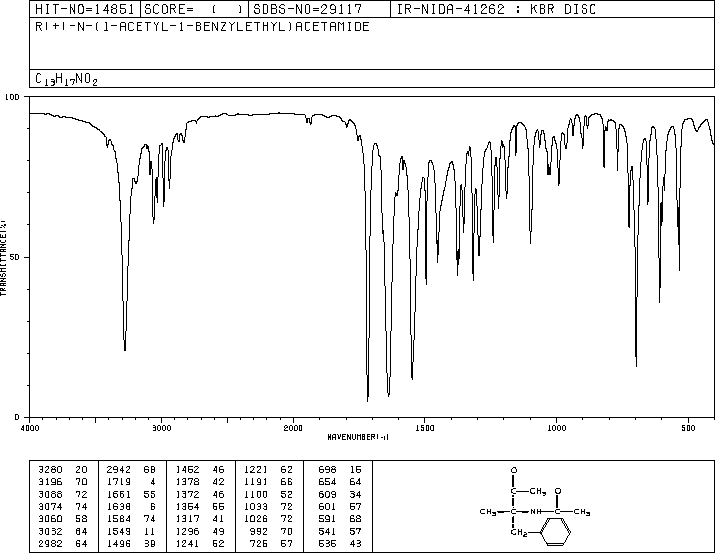 HIT-NO=14851 SCORE= ( ) SDBS-NO=29117 IR-NIDA-41262 : KBR DISC
R(+)-N-(1-ACETYL-1-BENZYLETHYL)ACETAMIDE
C13H17NO2
100
50
0
TRANSMITTANCE(%)
4000 3000 2000 1500 1000 500
WAVENUMBER(-1)
3280 20 2942 68 1452 46 1221 62 698 15
3196 70 1719 4 1378 42 1191 66 654 64
3088 72 1661 55 1372 46 1100 52 609 34
3074 74 1638 6 1354 55 1033 72 601 57
3060 58 1584 74 1317 41 1026 72 591 68
3032 64 1549 11 1296 49 992 70 541 57
2982 64 1496 39 1241 52 726 57 535 43
O
C-CH3 O
CH3-C-NH-C-CH3
CH2